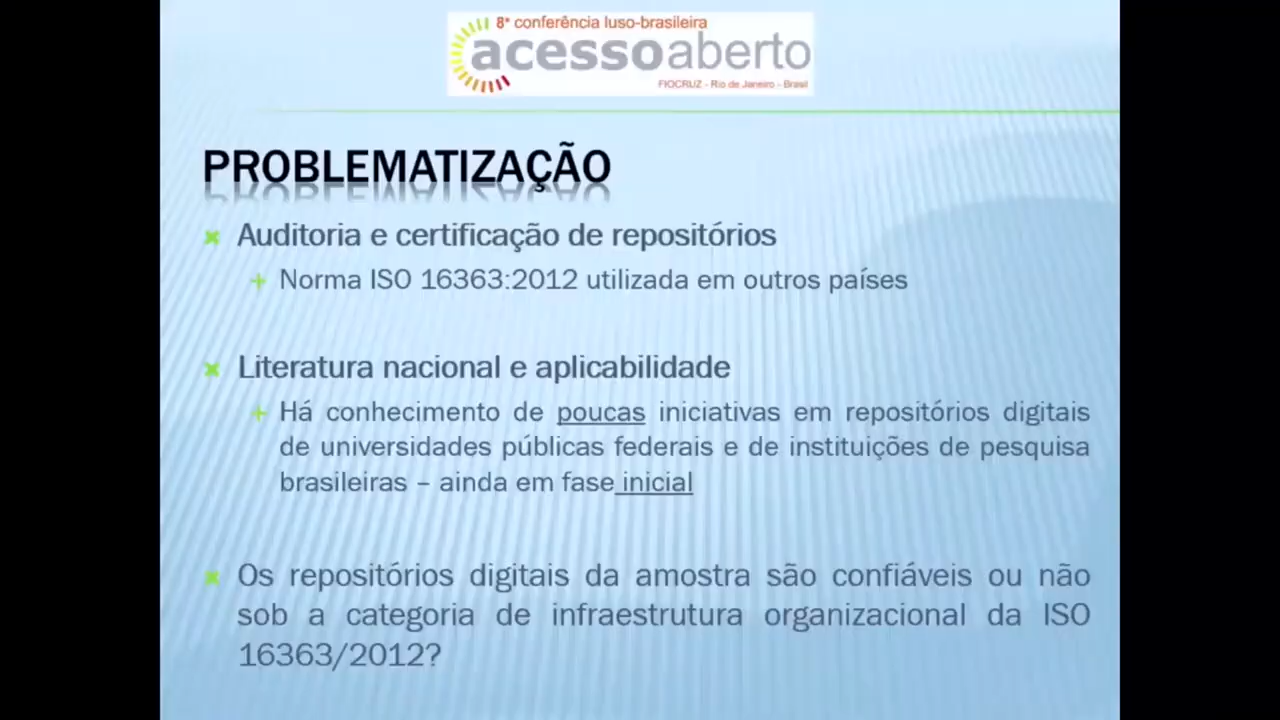 8ª conferência luso-brasileira
acessoaberto
FIOCRUZ - Rio de Janeiro - Brasil
PROBLEMATIZAÇÃO
Auditoria e certificação de repositórios
Norma ISO 16363:2012 utilizada em outros países
Literatura nacional e aplicabilidade
Há conhecimento de poucas iniciativas em repositórios digitais
de universidades públicas federais e de instituições de pesquisa
brasileiras – ainda em fase inicial
Os repositórios digitais da amostra são confiáveis ou não
sob a categoria de infraestrutura organizacional da ISO
16363/2012?